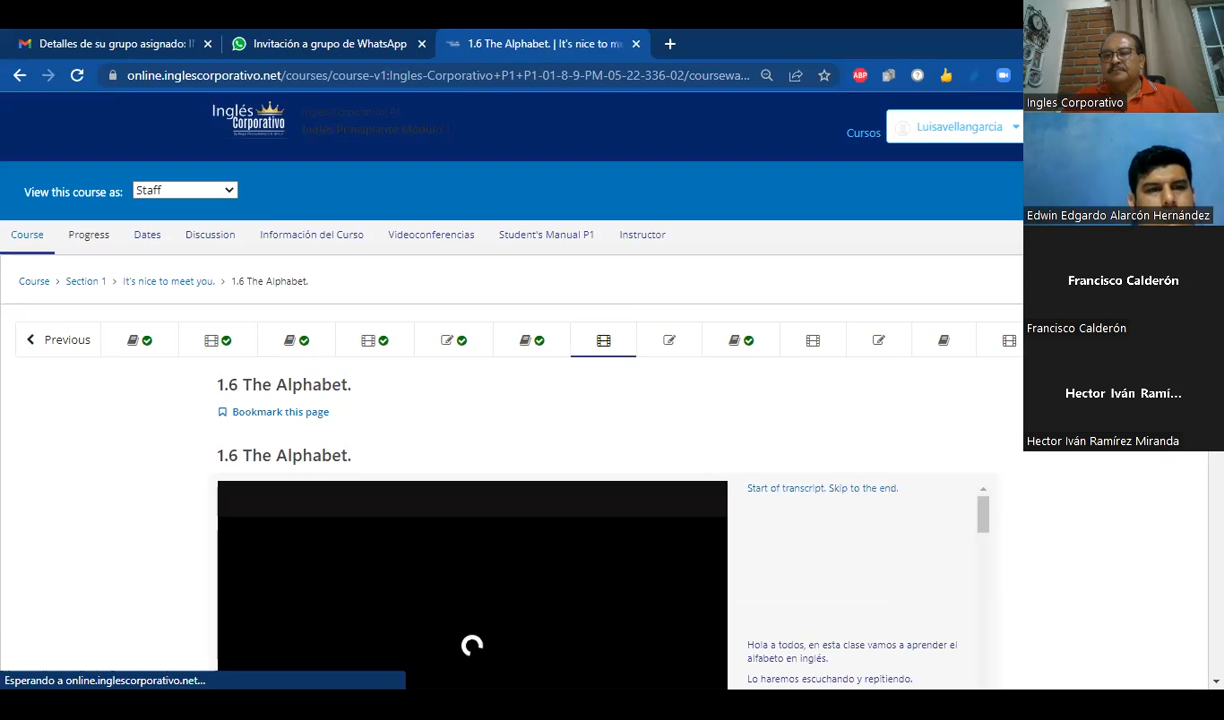 Detalles de su grupo asignado: I
Invitación a grupo de WhatsApp
1.6 The Alphabet. | It's nice to m
online.inglescorporativo.net/courses/course-v1:Ingles-Corporativo+P1+P1-01-8-9-PM-05-22-336-02/coursewa...
ABP
Inglés
Corporativo
Inglés Principiante Módulo I
Cursos
Luisavellangarcia
View this course as:
Staff
Course
Progress
Dates
Discussion
Información del Curso
Videoconferencias
Student's Manual P1
Instructor
Course > Section 1 > It's nice to meet you. > 1.6 The Alphabet.
Previous
1.6 The Alphabet.
Bookmark this page
1.6 The Alphabet.
Start of transcript. Skip to the end.
Hola a todos, en esta clase vamos a aprender el
alfabeto en inglés.
Lo haremos escuchando y repitiendo.
Esperando a online.inglescorporativo.net...
Ingles Corporativo
Edwin Edgardo Alarcón Hernández
Francisco Calderón
Francisco Calderón
Hector Iván Ramí...
Hector Iván Ramírez Miranda